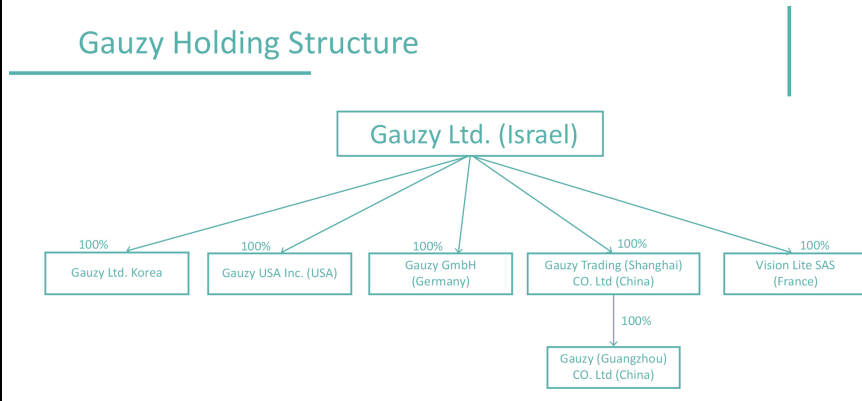 Gauzy Holding Structure
Gauzy Ltd. (Israel)
100%
100%
100%
100%
100%
Gauzy Ltd. Korea
Gauzy USA Inc. (USA)
Gauzy GmbH
(Germany)
Gauzy Trading (Shanghai)
CO. Ltd (China)
Vision Lite SAS
(France)
100%
Gauzy (Guangzhou)
CO. Ltd (China)